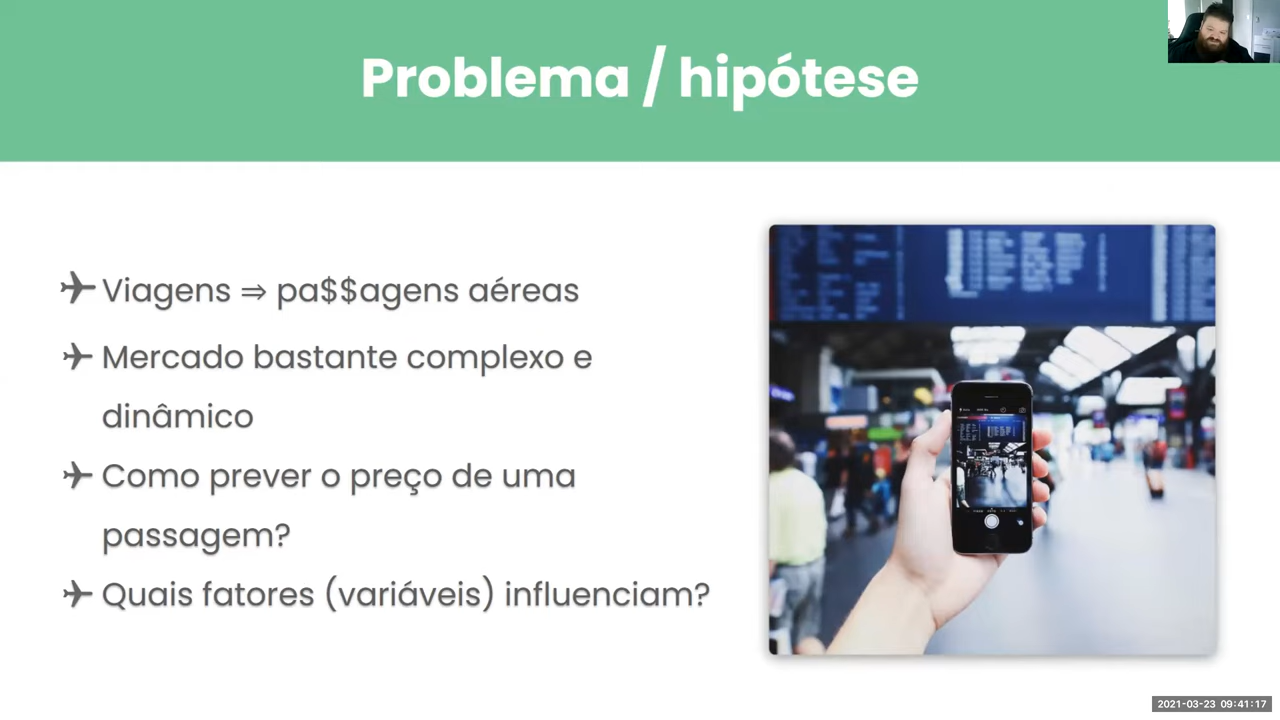 Problema / hipótese
Viagens ⇒ pa$$agens aéreas
Mercado bastante complexo e
dinâmico
Como prever o preço de uma
passagem?
Quais fatores (variáveis) influenciam?
2021-03-23 09:41:17